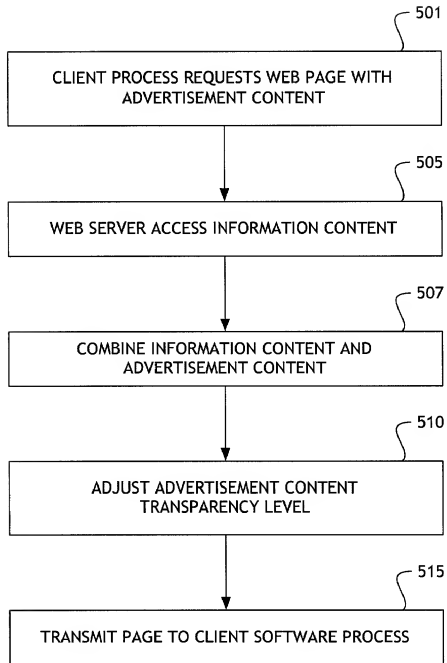 501
CLIENT PROCESS REQUESTS WEB PAGE WITH
ADVERTISEMENT CONTENT
505
WEB SERVER ACCESS INFORMATION CONTENT
507
COMBINE INFORMATION CONTENT AND
ADVERTISEMENT CONTENT
510
ADJUST ADVERTISEMENT CONTENT
TRANSPARENCY LEVEL
515
TRANSMIT PAGE TO CLIENT SOFTWARE PROCESS